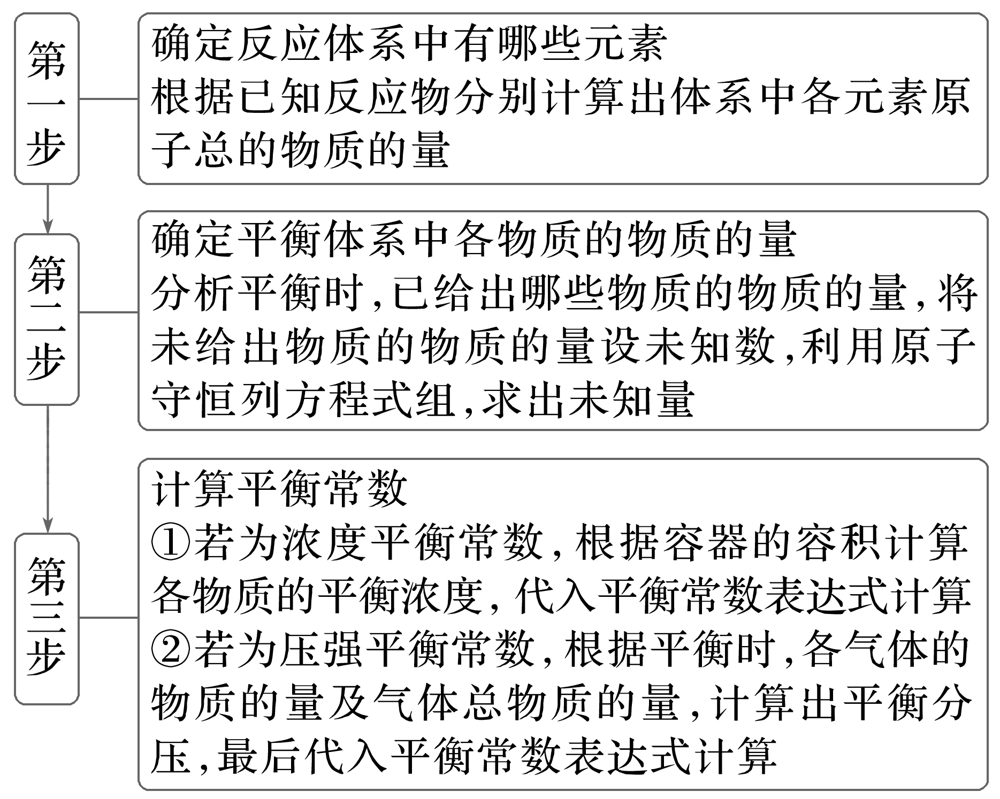 第一步
确定反应体系中有哪些元素
根据已知反应物分别计算出体系中各元素原
子总的物质的量
第二步
确定平衡体系中各物质的物质的量
分析平衡时,已给出哪些物质的物质的量,将
未给出物质的物质的量设未知数,利用原子
守恒列方程式组,求出未知量
第三步
计算平衡常数
①若为浓度平衡常数,根据容器的容积计算
各物质的平衡浓度,代入平衡常数表达式计算
②若为压强平衡常数,根据平衡时,各气体的
物质的量及气体总物质的量,计算出平衡分
压,最后代入平衡常数表达式计算